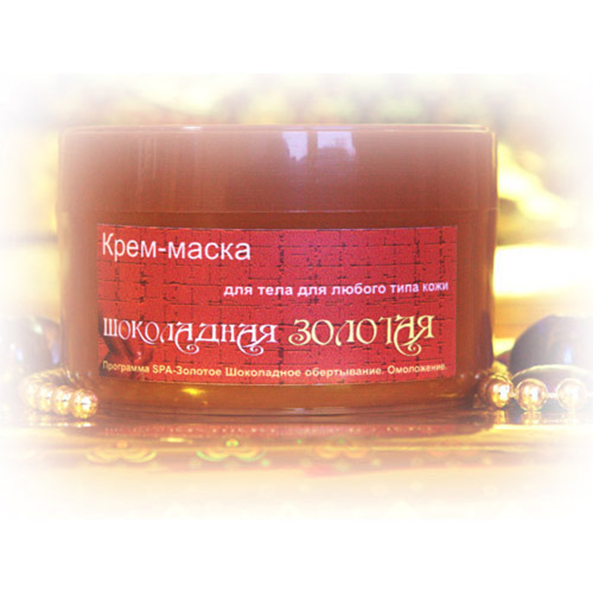 Крем-маска
для тела для любого типа кожи
ШОКОЛАДНАЯ ЗОЛОТАЯ
Программа SPA-Золотое Шоколадное обертывание. Омоложение.